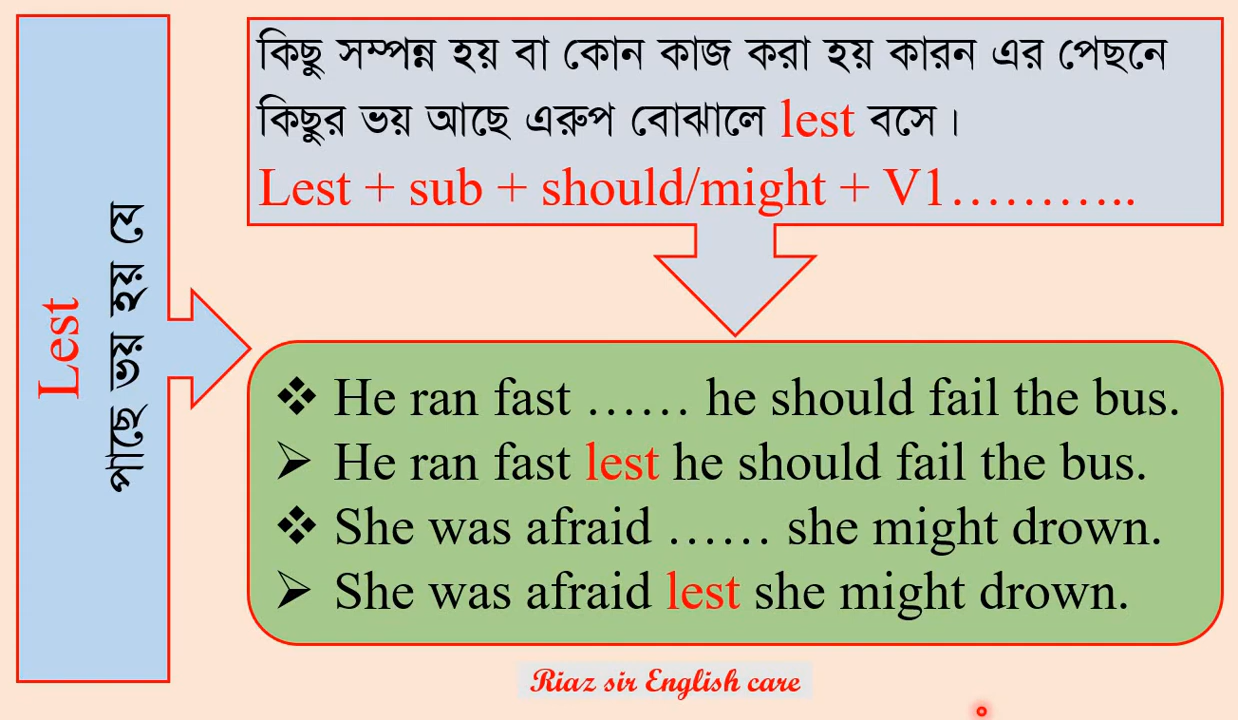 Lest
পাছে ভয় হয় যে
কিছু সম্পন্ন হয় বা কোন কাজ করা হয় কারন এর পেছনে
কিছুর ভয় আছে এরুপ বোঝালে lest বসে।
Lest + sub + should/might + V1………..
❖ He ran fast …… he should fail the bus.
➢ He ran fast lest he should fail the bus.
❖ She was afraid …… she might drown.
➢ She was afraid lest she might drown.
Riaz sir English care